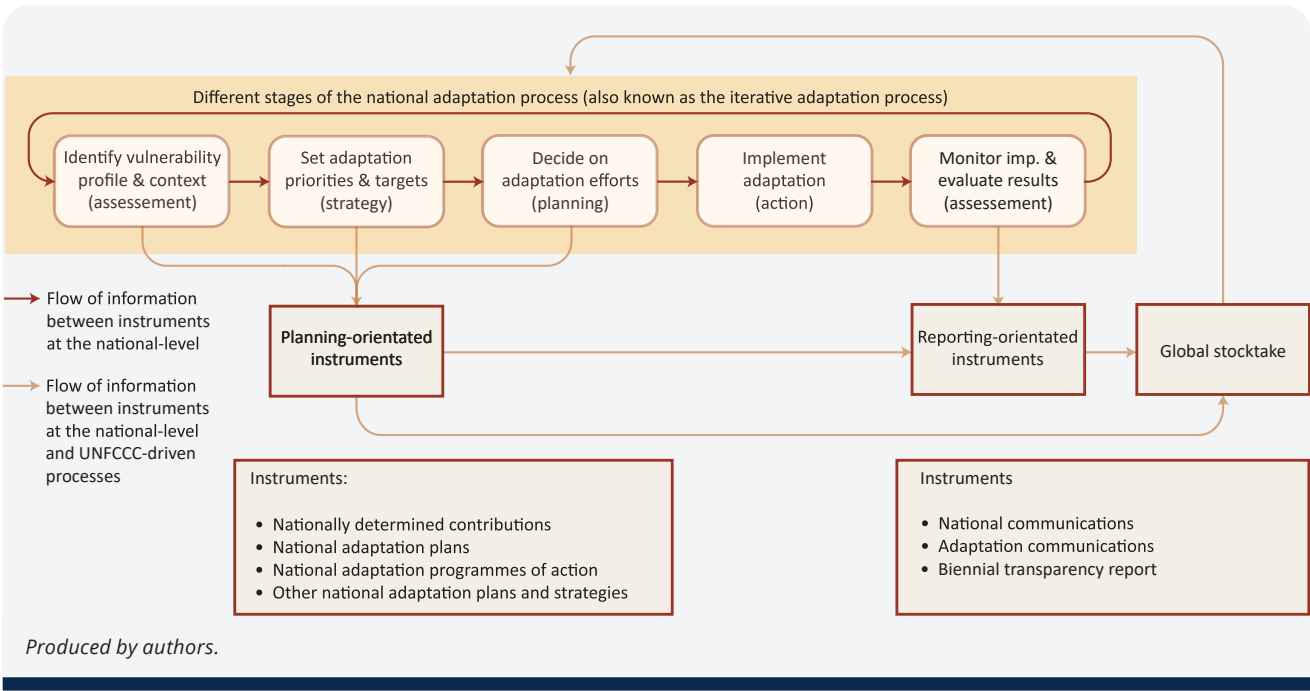 Different stages of the national adaptation process (also known as the iterative adaptation process)
Identify vulnerability
profile & context
(assessement)
Set adaptation
priorities & targets
(strategy)
Decide on
adaptation efforts
(planning)
Implement
adaptation
(action)
Monitor imp. &
evaluate results
(assessment)
Flow of information
between instruments
at the national-level
Flow of information
between instruments
at the national-level
and UNFCCC-driven
processes
Planning-orientated
instruments
Reporting-orientated
instruments
Global stocktake
Instruments:
• Nationally determined contributions
• National adaptation plans
• National adaptation programmes of action
• Other national adaptation plans and strategies
Instruments
• National communications
• Adaptation communications
• Biennial transparency report
Produced by authors.